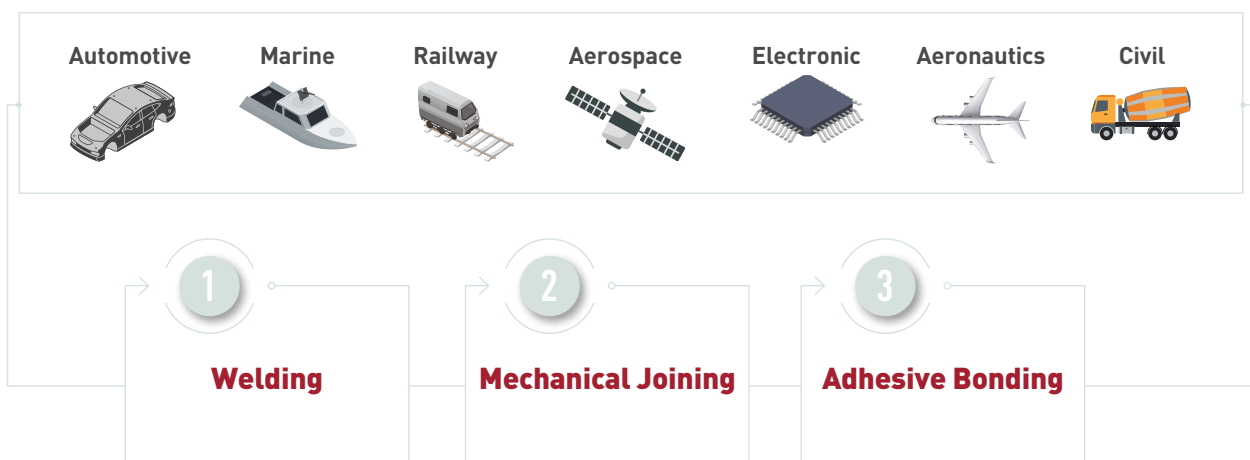 Automotive Marine Railway Aerospace Electronic Aeronautics Civil
1 2 3
Welding Mechanical Joining Adhesive Bonding